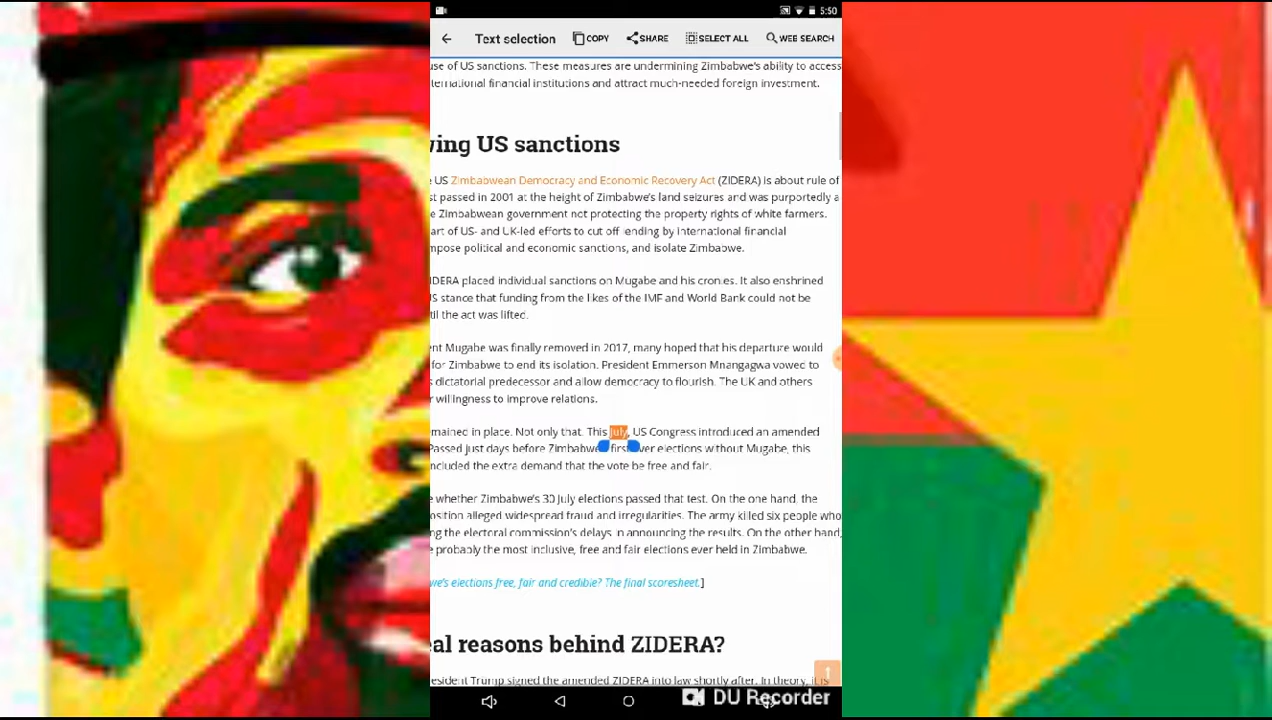 5:50
Text selection COPY SHARE SELECT ALL WEB SEARCH
use of US sanctions. These measures are undermining Zimbabwe's ability to access
ternational financial institutions and attract much-needed foreign investment.
wing US sanctions
e US Zimbabwean Democracy and Economic Recovery Act (ZIDERA) is about rule of
st passed in 2001 at the height of Zimbabwe's land seizures and was purportedly a
e Zimbabwean government not protecting the property rights of white farmers.
art of US- and UK-led efforts to cut off lending by international financial
mpose political and economic sanctions, and isolate Zimbabwe.
IDERA placed individual sanctions on Mugabe and his cronies. It also enshrined
US stance that funding from the likes of the IMF and World Bank could not be
til the act was lifted.
ent Mugabe was finally removed in 2017, many hoped that his departure would
for Zimbabwe to end its isolation. President Emmerson Mnangagwa vowed to
s dictatorial predecessor and allow democracy to flourish. The UK and others
r willingness to improve relations.
mained in place. Not only that. This July, US Congress introduced an amended
Passed just days before Zimbabwe first ver elections without Mugabe, this
ncluded the extra demand that the vote be free and fair.
e whether Zimbabwe's 30 July elections passed that test. On the one hand, the
osition alleged widespread fraud and irregularities. The army killed six people who
ng the electoral commission's delays in announcing the results. On the other hand,
e probably the most inclusive, free and fair elections ever held in Zimbabwe.
we's elections free, fair and credible? The final scoresheet.]
eal reasons behind ZIDERA?
esident Trump signed the amended ZIDERA into law shortly after. In theory, it is
DU Recorder